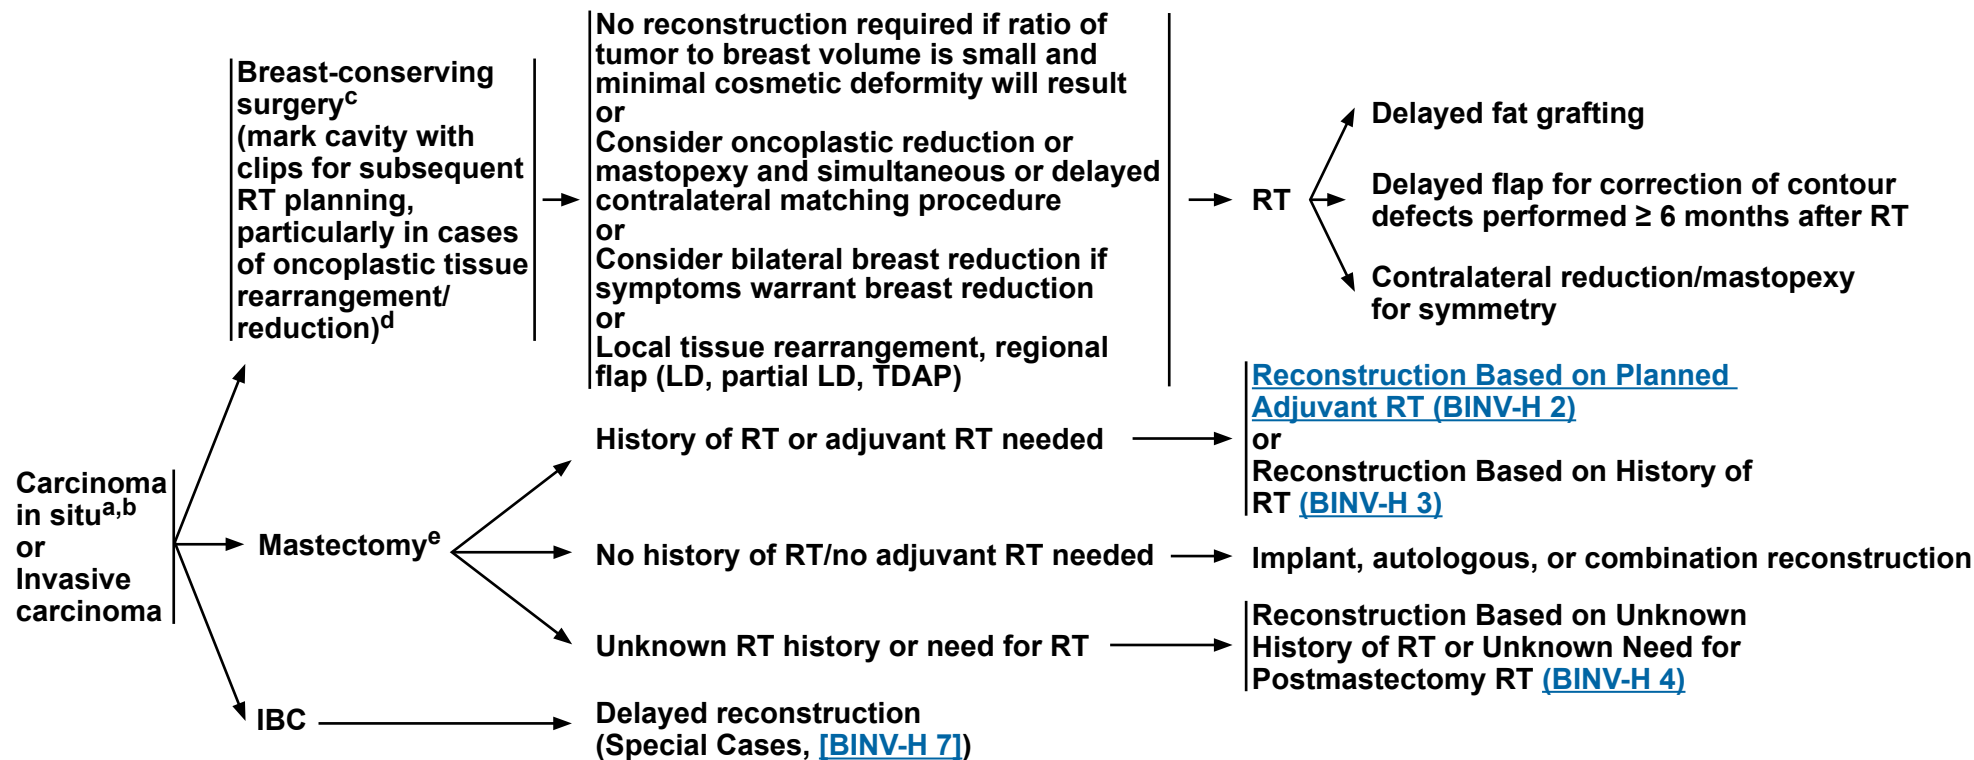 Carcinoma
in situa,b
or
Invasive
carcinoma
Breast-conserving
surgeryc
(mark cavity with
clips for subsequent
RT planning,
particularly in cases
of oncoplastic tissue
rearrangement/
reduction)d
No reconstruction required if ratio of
tumor to breast volume is small and
minimal cosmetic deformity will result
or
Consider oncoplastic reduction or
mastopexy and simultaneous or delayed
contralateral matching procedure
or
Consider bilateral breast reduction if
symptoms warrant breast reduction
or
Local tissue rearrangement, regional
flap (LD, partial LD, TDAP)
RT
Delayed fat grafting
Delayed flap for correction of contour
defects performed ≥ 6 months after RT
Contralateral reduction/mastopexy
for symmetry
Mastectomye
History of RT or adjuvant RT needed
Reconstruction Based on Planned
Adjuvant RT (BINV-H 2)
or
Reconstruction Based on History of
RT (BINV-H 3)
No history of RT/no adjuvant RT needed
Implant, autologous, or combination reconstruction
Unknown RT history or need for RT
Reconstruction Based on Unknown
History of RT or Unknown Need for
Postmastectomy RT (BINV-H 4)
IBC
Delayed reconstruction
(Special Cases, [BINV-H 7])